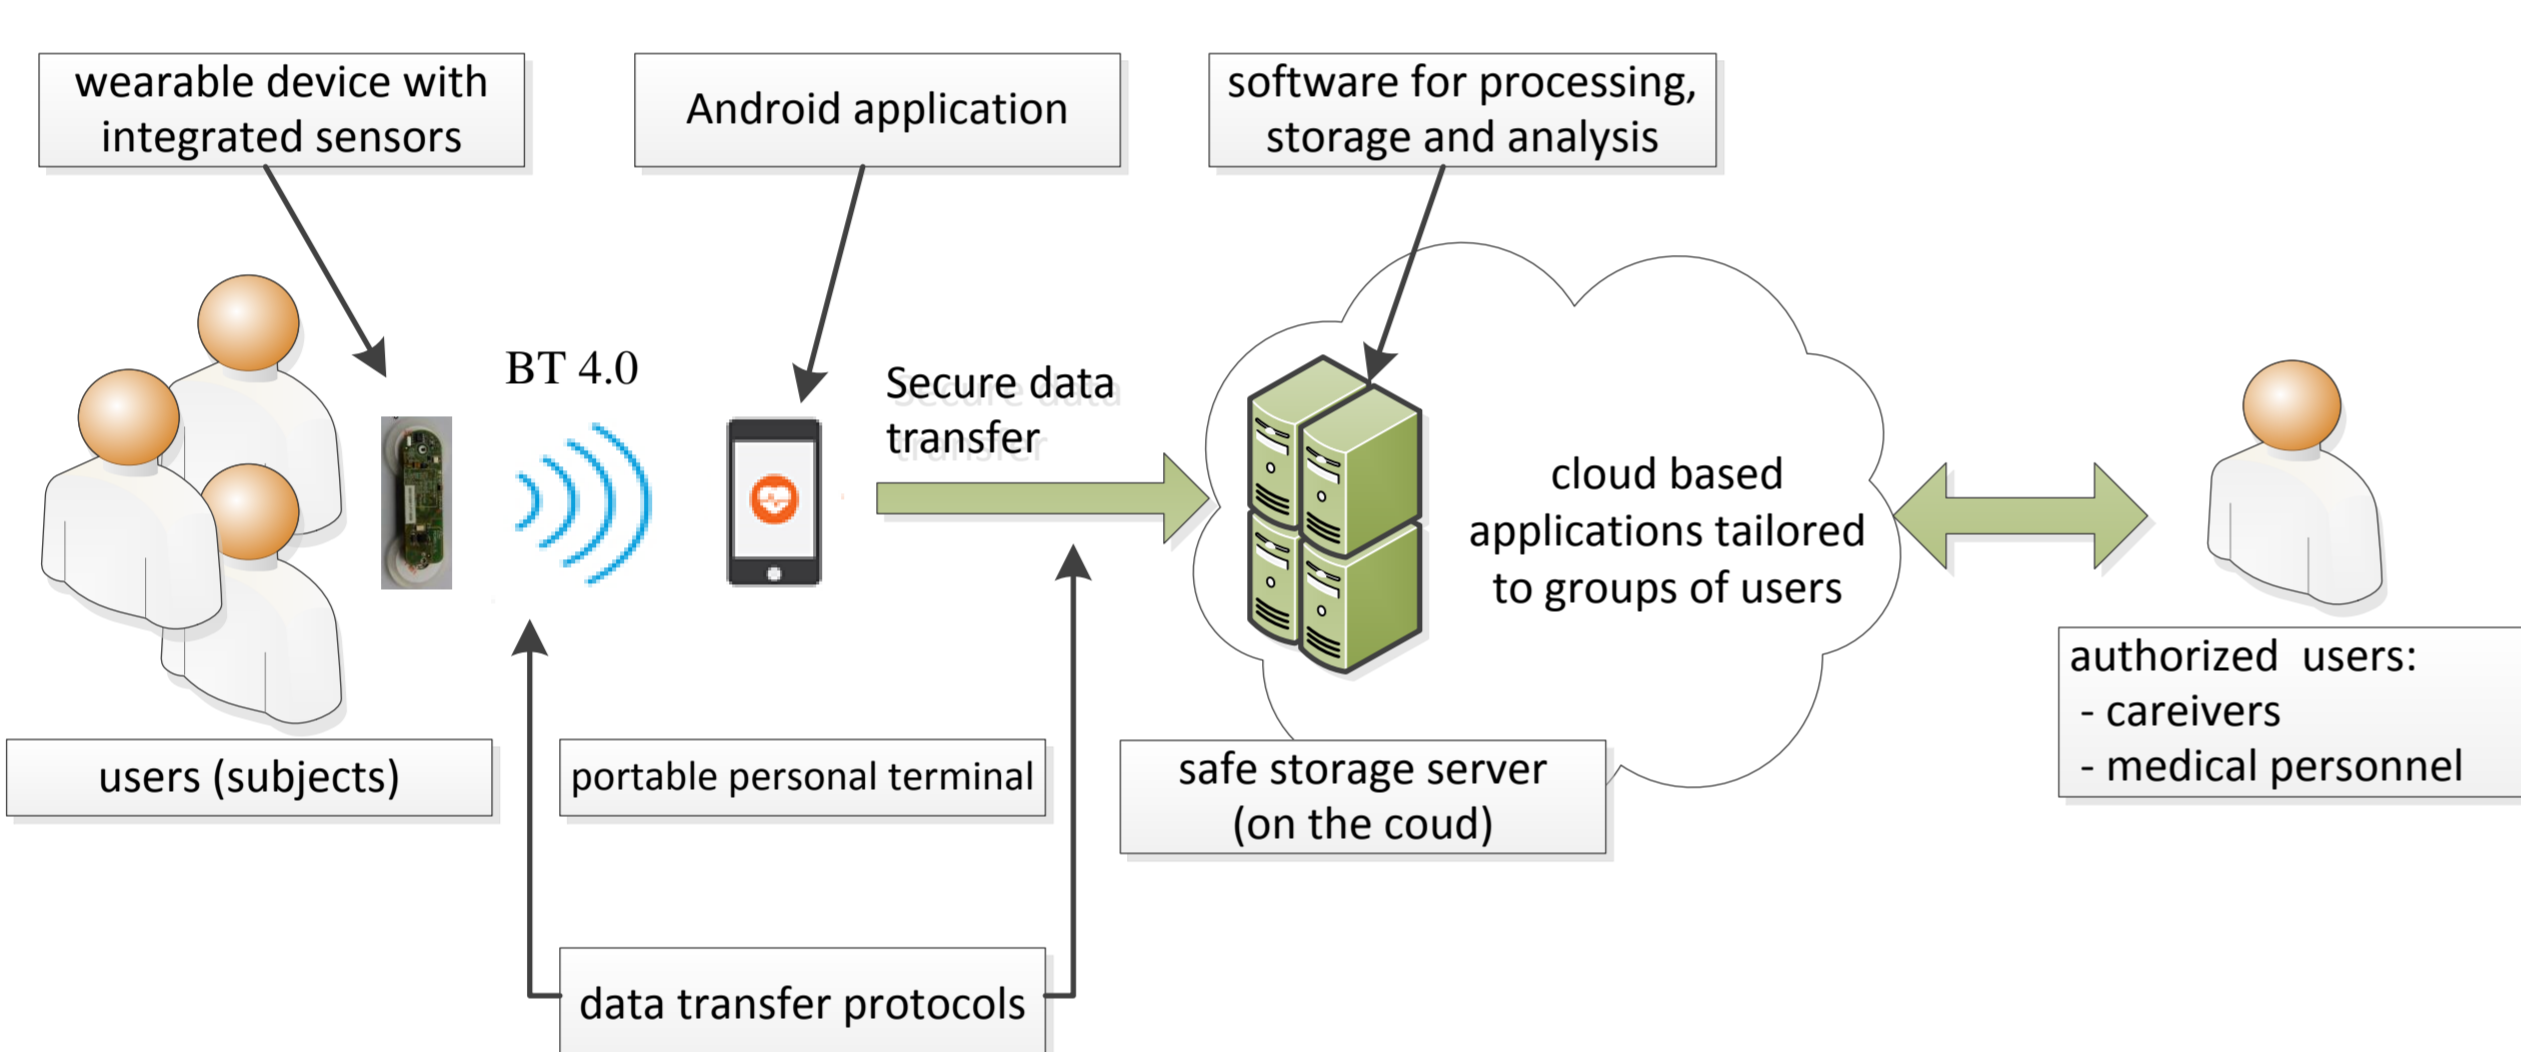 wearable device with
integrated sensors
Android application
software for processing,
storage and analysis
BT 4.0
Secure data
transfer
cloud based
applications tailored
to groups of users
users (subjects)
portable personal terminal
safe storage server
(on the coud)
authorized  users:
- careivers
- medical personnel
data transfer protocols